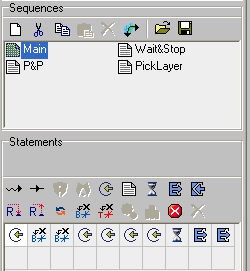 Sequences
Main
Wait&Stop
P&P
PickLayer
Statements